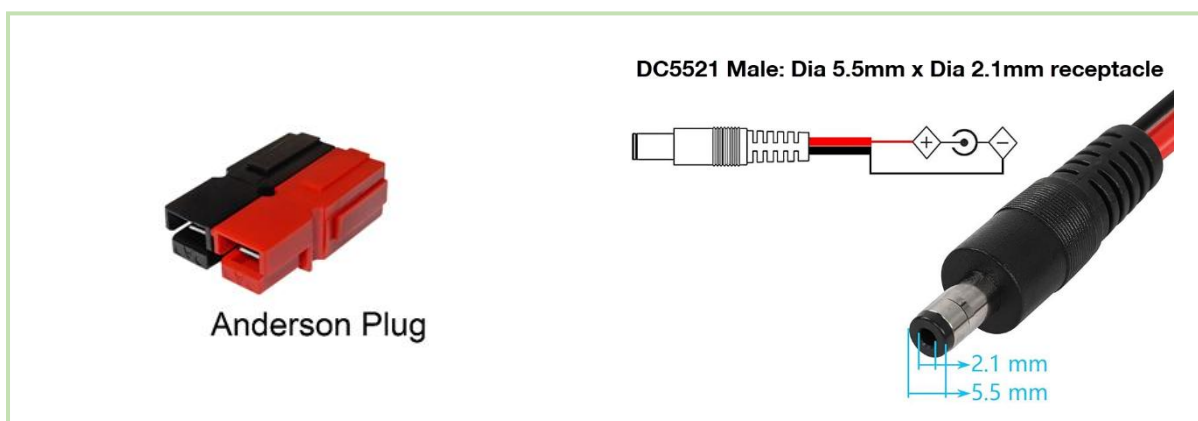 DC5521 Male: Dia 5.5mm x Dia 2.1mm receptacle
+ −
Anderson Plug
2.1 mm
5.5 mm